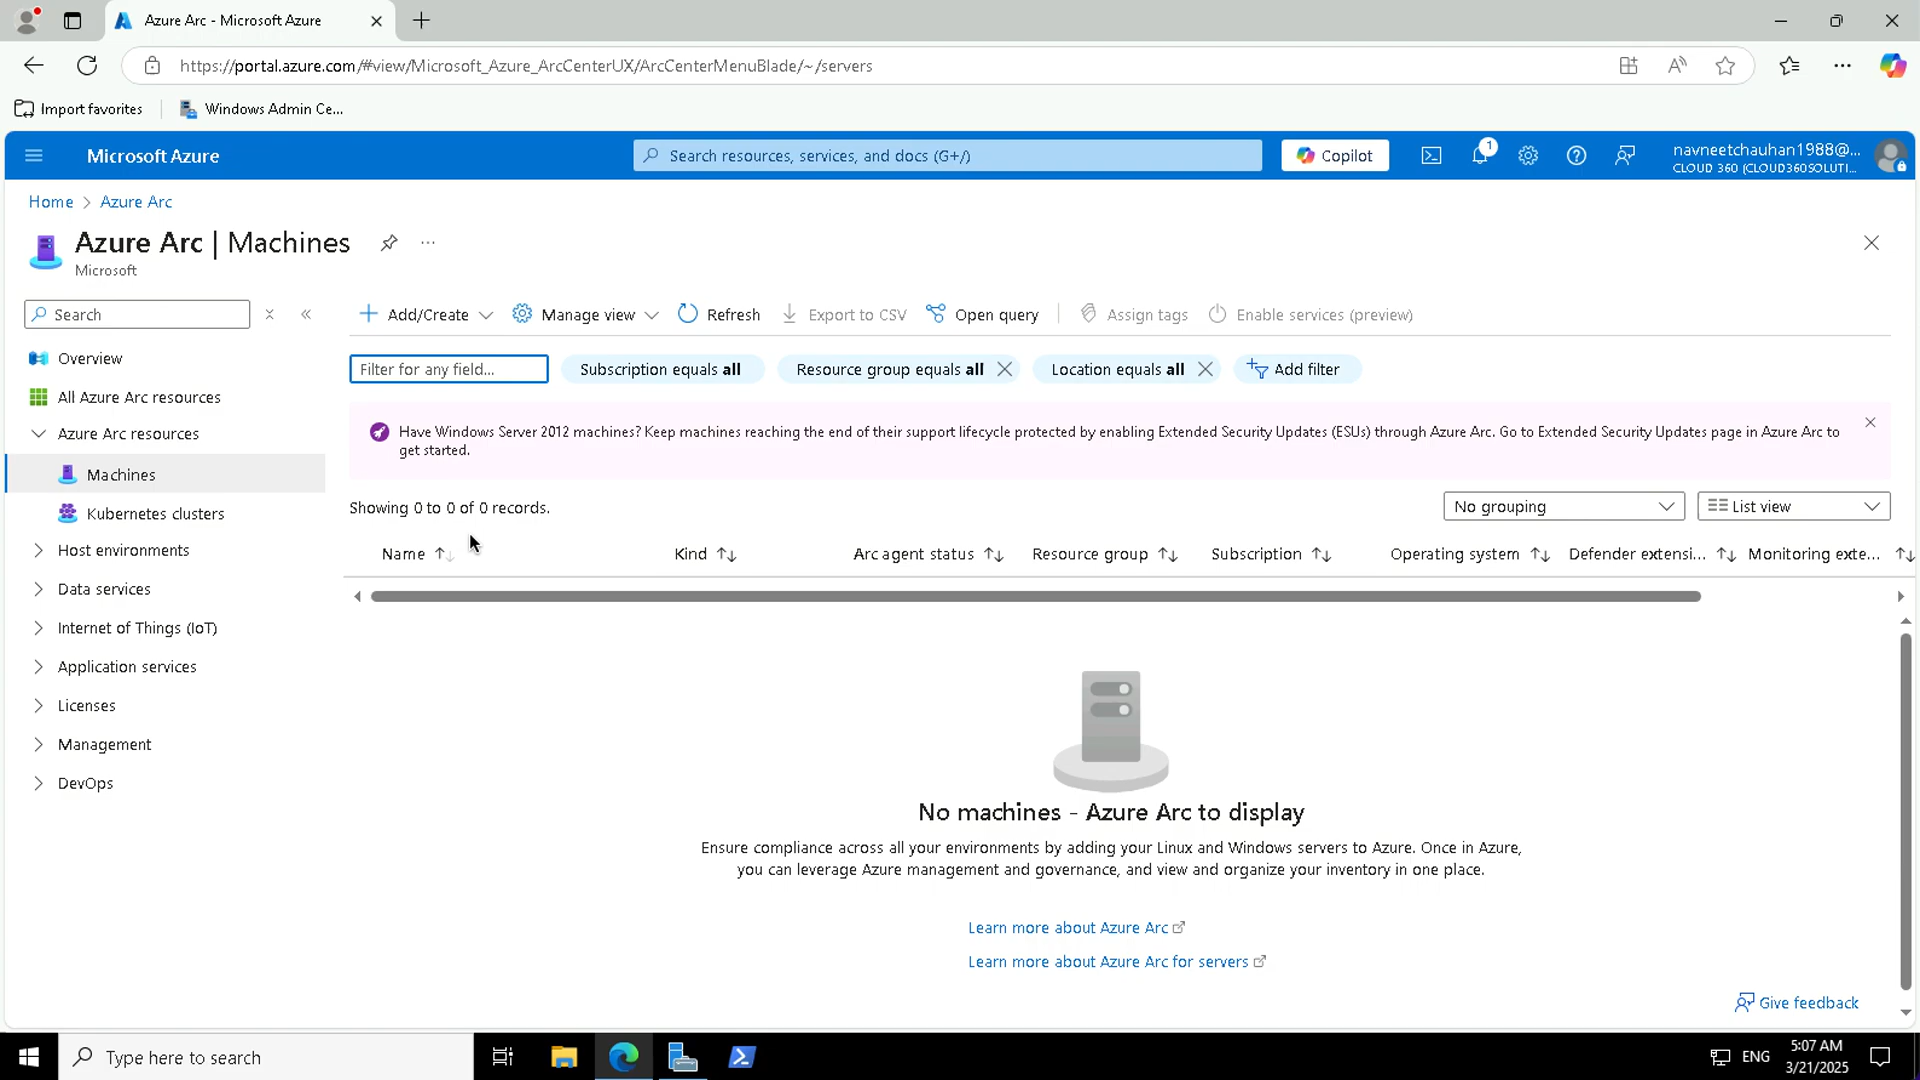 Azure Arc - Microsoft Azure
https://portal.azure.com/#view/Microsoft_Azure_ArcCenterUX/ArcCenterMenuBlade/~/servers
Import favorites
Windows Admin Ce...
Microsoft Azure
Search resources, services, and docs (G+/)
Copilot
1
navneetchauhan1988@...
CLOUD 360 (CLOUD360SOLUTI...
Home > Azure Arc
Azure Arc | Machines
...
Microsoft
Search
Add/Create
Manage view
Refresh
Export to CSV
Open query
Assign tags
Enable services (preview)
Overview
All Azure Arc resources
Azure Arc resources
Machines
Kubernetes clusters
Host environments
Data services
Internet of Things (IoT)
Application services
Licenses
Management
DevOps
Filter for any field...
Subscription equals all
Resource group equals all
Location equals all
Add filter
Have Windows Server 2012 machines? Keep machines reaching the end of their support lifecycle protected by enabling Extended Security Updates (ESUs) through Azure Arc. Go to Extended Security Updates page in Azure Arc to
get started.
Showing 0 to 0 of 0 records.
No grouping
List view
Name
Kind
Arc agent status
Resource group
Subscription
Operating system
Defender extensi...
Monitoring exte...
No machines - Azure Arc to display
Ensure compliance across all your environments by adding your Linux and Windows servers to Azure. Once in Azure,
you can leverage Azure management and governance, and view and organize your inventory in one place.
Learn more about Azure Arc
Learn more about Azure Arc for servers
Give feedback
Type here to search
ENG
5:07 AM
3/21/2025